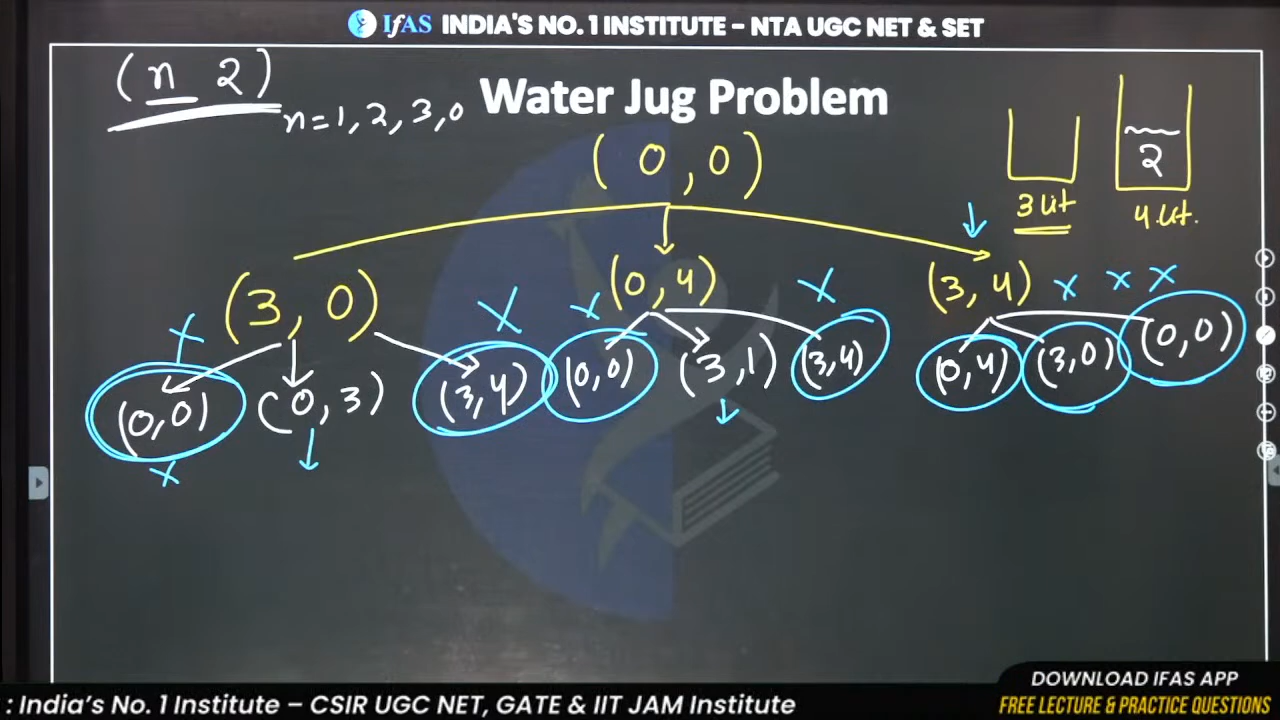 IfAS INDIA'S NO. 1 INSTITUTE – NTA UGC NET & SET
(n 2)
n=1,2,3,0
Water Jug Problem
(0,0)
2
3 Lit
4 Lit.
(3,0)
(0,4)
(3,4)
x x x
x
x
x
x
(0,0)
(0,3)
(3,4)
(0,0)
(3,1)
(3,4)
(0,4)
(3,0)
(0,0)
x
DOWNLOAD IFAS APP
: India's No. 1 Institute – CSIR UGC NET, GATE & IIT JAM Institute
FREE LECTURE & PRACTICE QUESTIONS